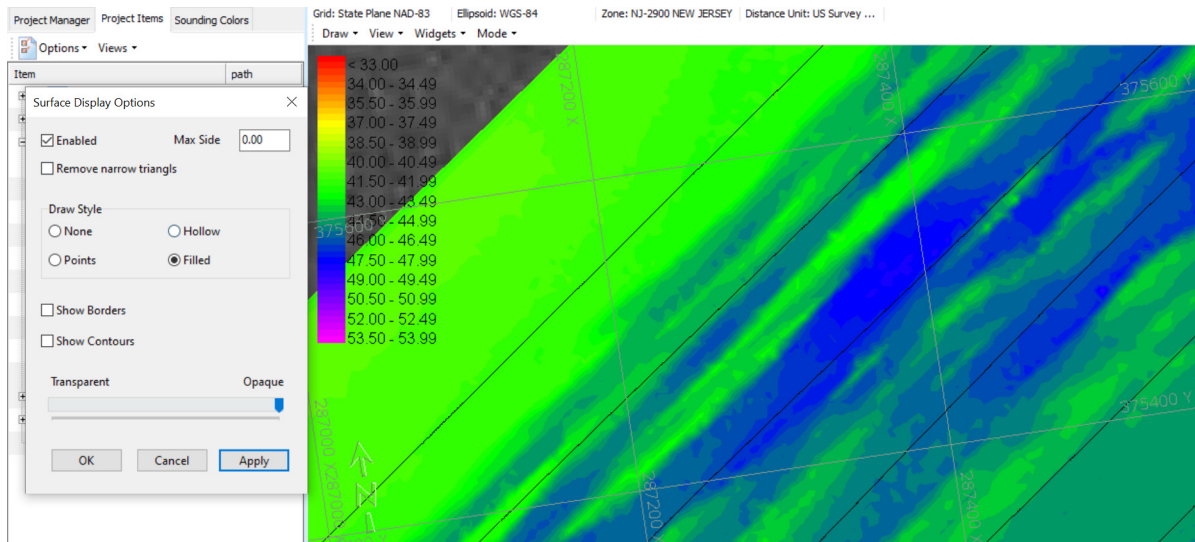 Project Manager Project Items Sounding Colors
Options Views
Item path
Surface Display Options
Enabled Max Side 0.00
Remove narrow triangls
Draw Style
None Hollow
Points Filled
Show Borders
Show Contours
Transparent Opaque
OK Cancel Apply
Grid: State Plane NAD-83 Ellipsoid: WGS-84 Zone: NJ-2900 NEW JERSEY Distance Unit: US Survey ...
Draw View Widgets Mode
< 33.00
34.00 - 34.49
35.50 - 35.99
37.00 - 37.49
38.50 - 38.99
40.00 - 40.49
41.50 - 41.99
43.00 - 43.49
44.50 - 44.99
46.00 - 46.49
47.50 - 47.99
49.00 - 49.49
50.50 - 50.99
52.00 - 52.49
53.50 - 53.99
287200 X
287400 X
375600 Y
375400 Y
287000 X
287200 X
287400 X
N